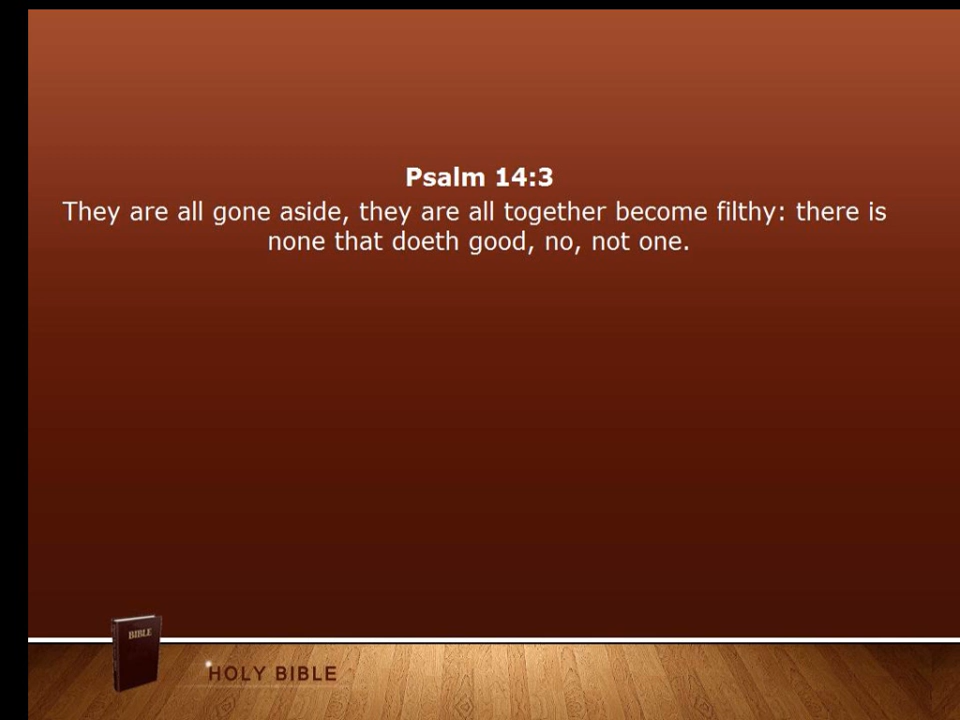 Psalm 14:3
They are all gone aside, they are all together become filthy: there is
none that doeth good, no, not one.
BIBLE
HOLY BIBLE